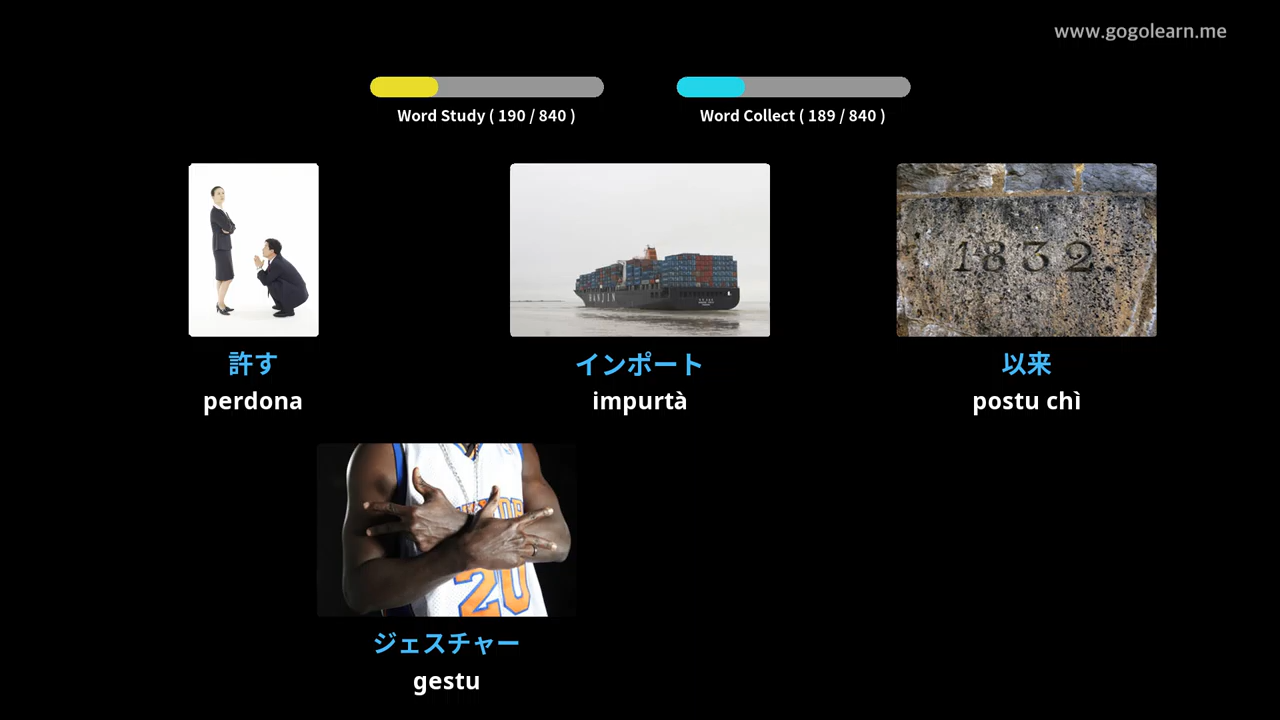 www.gogolearn.me
Word Study ( 190 / 840 )
Word Collect ( 189 / 840 )
HANJIN
1832
許す
perdona
インポート
impurtà
以来
postu chì
20
ジェスチャー
gestu